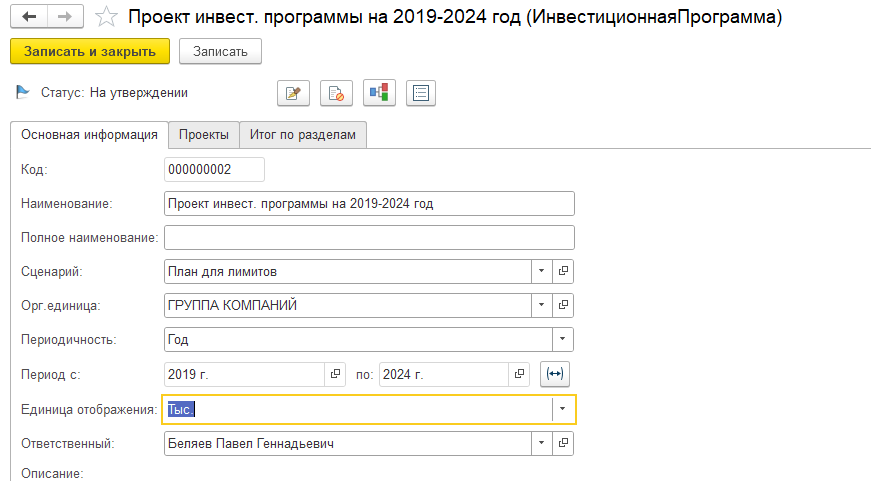 Проект инвест. программы на 2019-2024 год (ИнвестиционнаяПрограмма)
Записать и закрыть Записать
Статус: На утверждении
Основная информация Проекты Итог по разделам
Код: 000000002
Наименование: Проект инвест. программы на 2019-2024 год
Полное наименование:
Сценарий: План для лимитов
Орг.единица: ГРУППА КОМПАНИЙ
Периодичность: Год
Период с: 2019 г. по: 2024 г.
Единица отображения: Тыс.
Ответственный: Беляев Павел Геннадьевич
Описание: